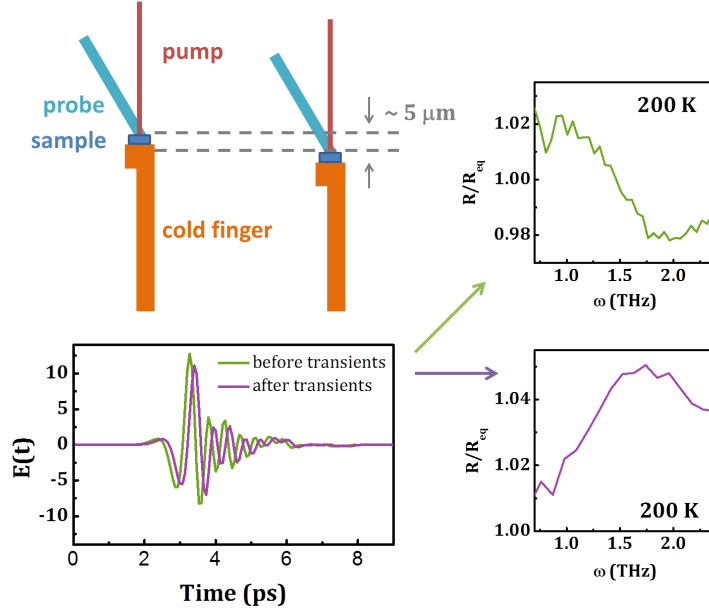 pump
probe
sample
~ 5 μm
cold finger
200 K
1.02
1.00
0.98
R/Req
1.0 1.5 2.0
ω (THz)
before transients
after transients
10
5
0
-5
-10
E(t)
0 2 4 6 8
Time (ps)
1.04
1.02
1.00
R/Req
200 K
1.0 1.5 2.0
ω (THz)